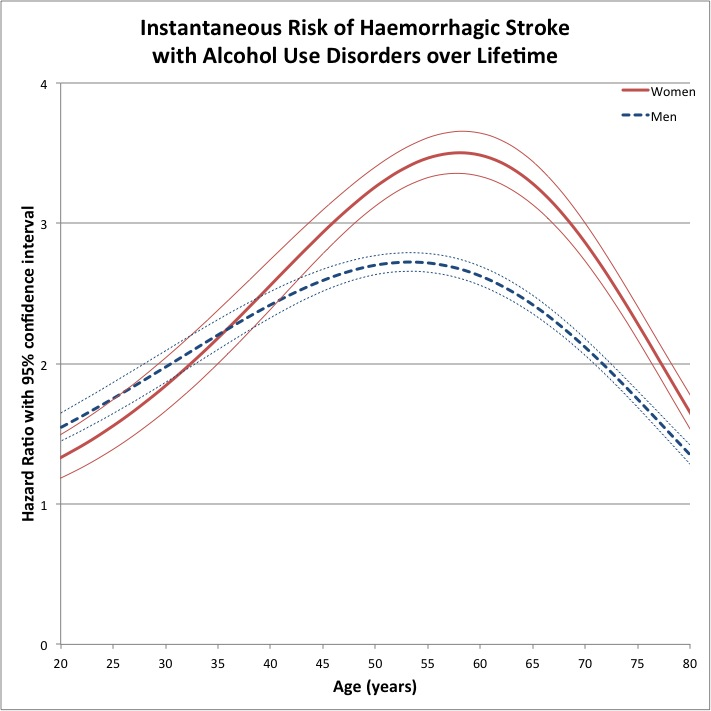 Instantaneous Risk of Haemorrhagic Stroke
with Alcohol Use Disorders over Lifetime
Women
Men
Hazard Ratio with 95% confidence interval
4
3
2
1
0
20 25 30 35 40 45 50 55 60 65 70 75 80
Age (years)